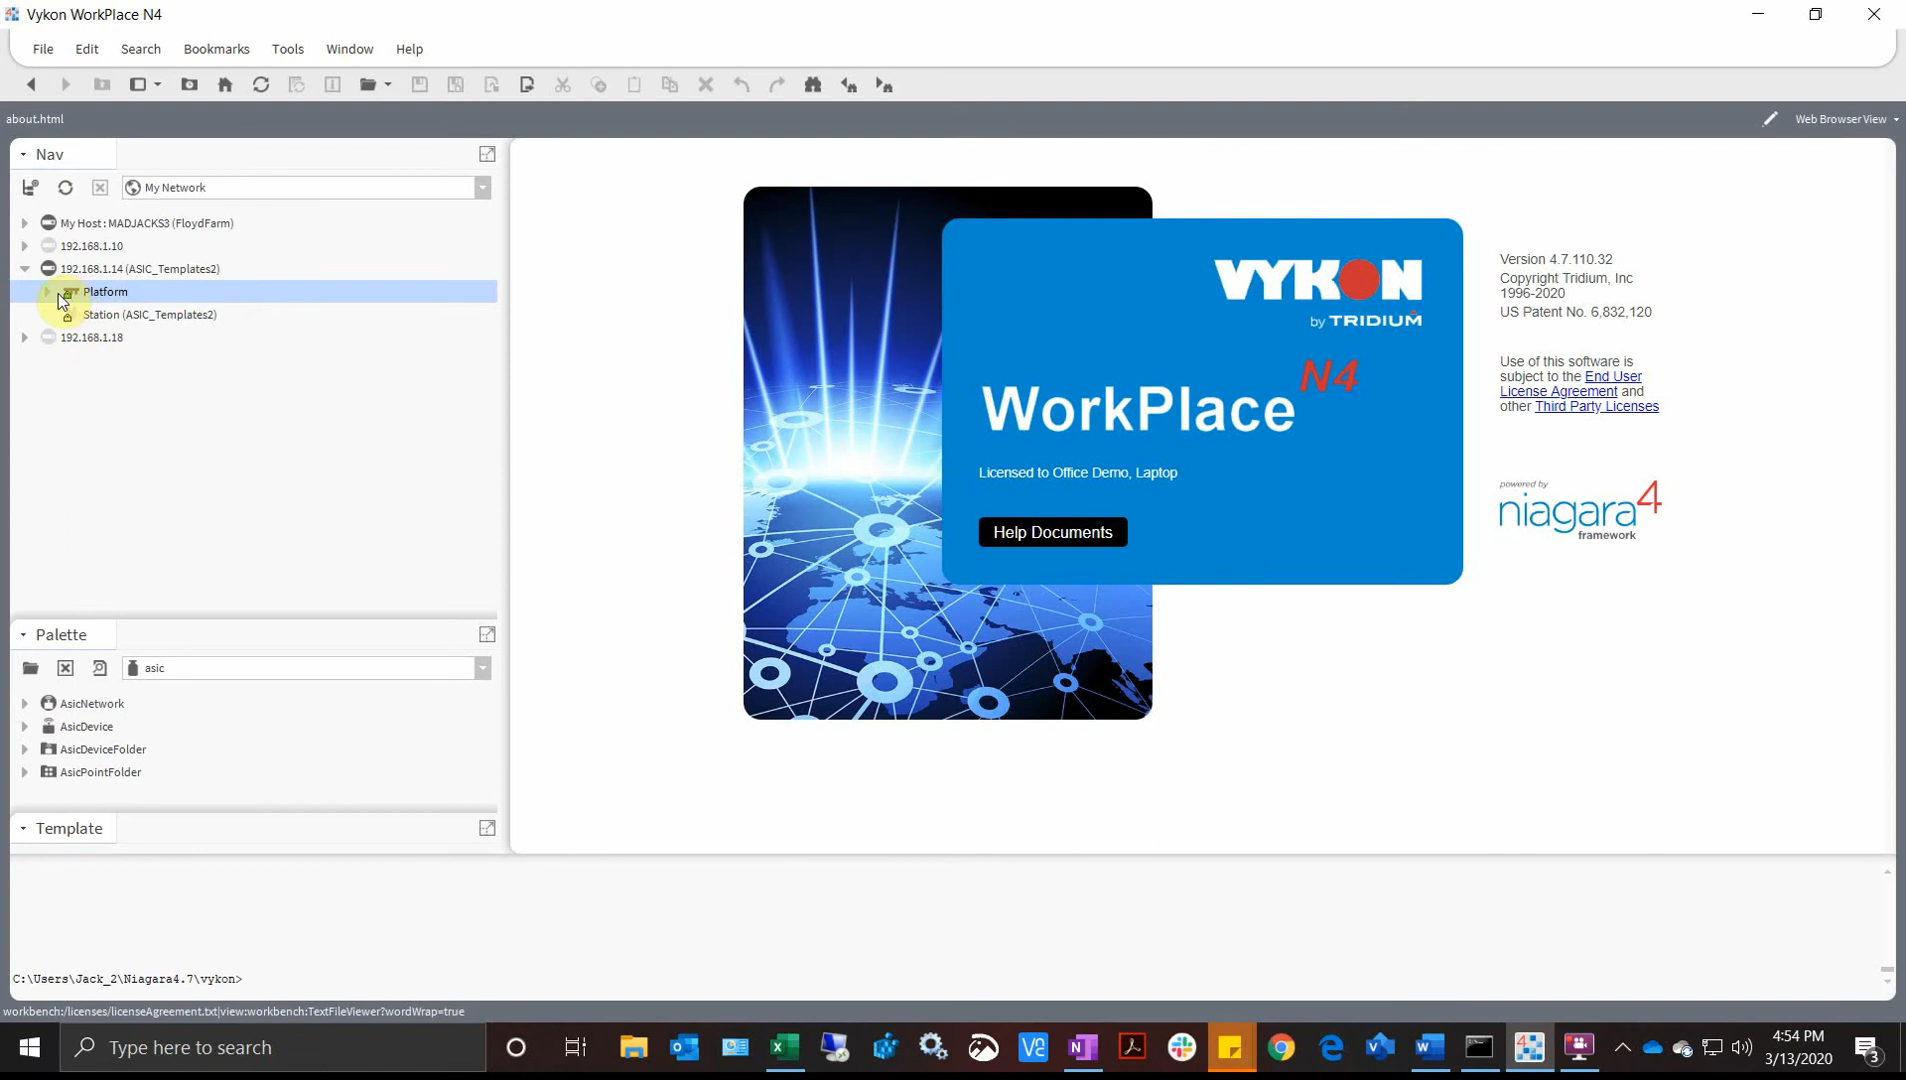 Vykon WorkPlace N4
File Edit Search Bookmarks Tools Window Help
about.html
Web Browser View
Nav
My Network
My Host : MADJACKS3 (FloydFarm)
192.168.1.10
192.168.1.14 (ASIC_Templates2)
Platform
Station (ASIC_Templates2)
192.168.1.18
Palette
asic
AsicNetwork
AsicDevice
AsicDeviceFolder
AsicPointFolder
Template
VYKON
by TRIDIUM
WorkPlace N4
Licensed to Office Demo, Laptop
Help Documents
Version 4.7.110.32
Copyright Tridium, Inc
1996-2020
US Patent No. 6,832,120
Use of this software is
subject to the End User
License Agreement and
other Third Party Licenses
powered by
niagara4
framework
C:\Users\Jack_2\Niagara4.7\vykon>
workbench:/licenses/licenseAgreement.txt|view:workbench:TextFileViewer?wordWrap=true
Type here to search
4:54 PM
3/13/2020
3